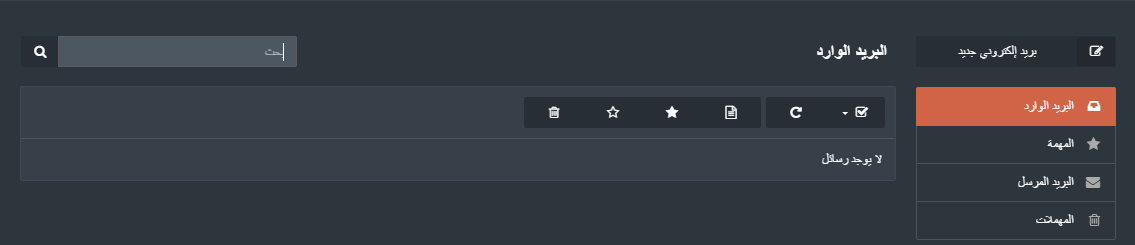 بريد إلكتروني جديد
البريد الوارد
بحث
البريد الوارد
المهمة
البريد المرسل
المهملات
لا يوجد رسائل